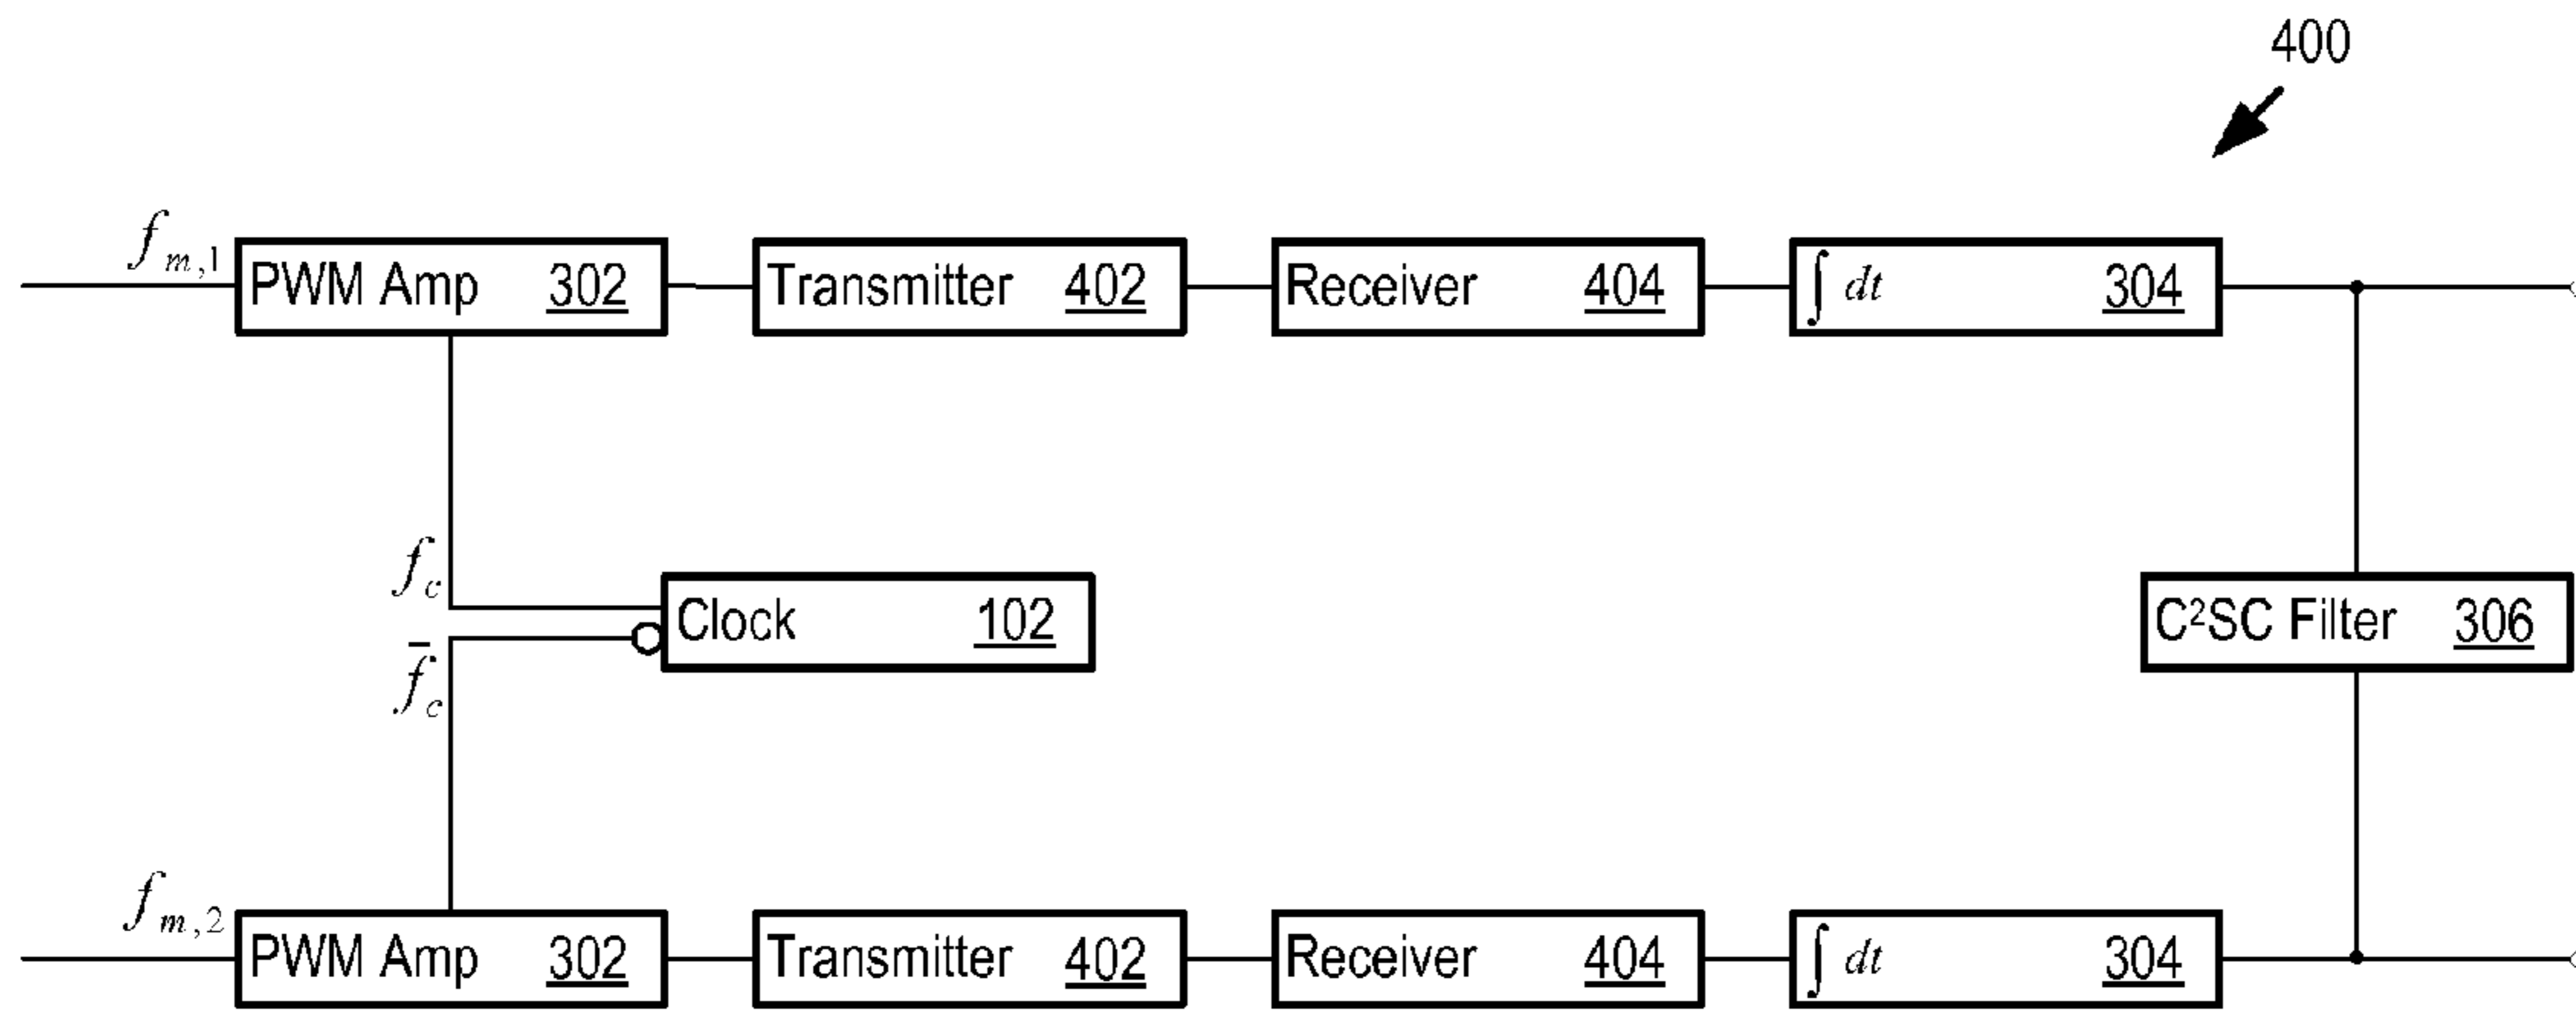 400
f_{m,1}
PWM Amp 302
Transmitter 402
Receiver 404
∫ dt 304
f_c
Clock 102
C²SC Filter 306
f̄_c
f_{m,2}
PWM Amp 302
Transmitter 402
Receiver 404
∫ dt 304